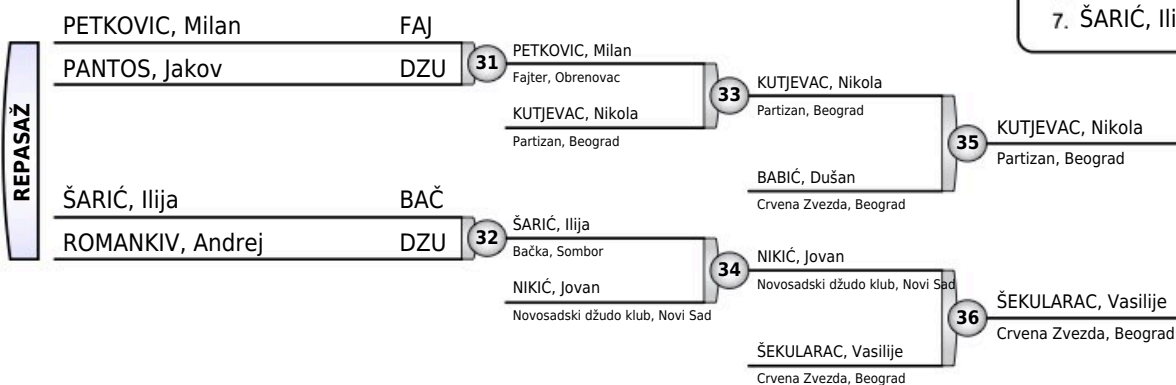 7. ŠARIĆ, Ili
REPASAŽ
PETKOVIC, Milan FAJ
PANTOS, Jakov DZU
31
PETKOVIC, Milan
Fajter, Obrenovac
KUTJEVAC, Nikola
Partizan, Beograd
33
KUTJEVAC, Nikola
Partizan, Beograd
BABIĆ, Dušan
Crvena Zvezda, Beograd
35
KUTJEVAC, Nikola
Partizan, Beograd
ŠARIĆ, Ilija BAČ
ROMANKIV, Andrej DZU
32
ŠARIĆ, Ilija
Bačka, Sombor
NIKIĆ, Jovan
Novosadski džudo klub, Novi Sad
34
NIKIĆ, Jovan
Novosadski džudo klub, Novi Sad
ŠEKULARAC, Vasilije
Crvena Zvezda, Beograd
36
ŠEKULARAC, Vasilije
Crvena Zvezda, Beograd